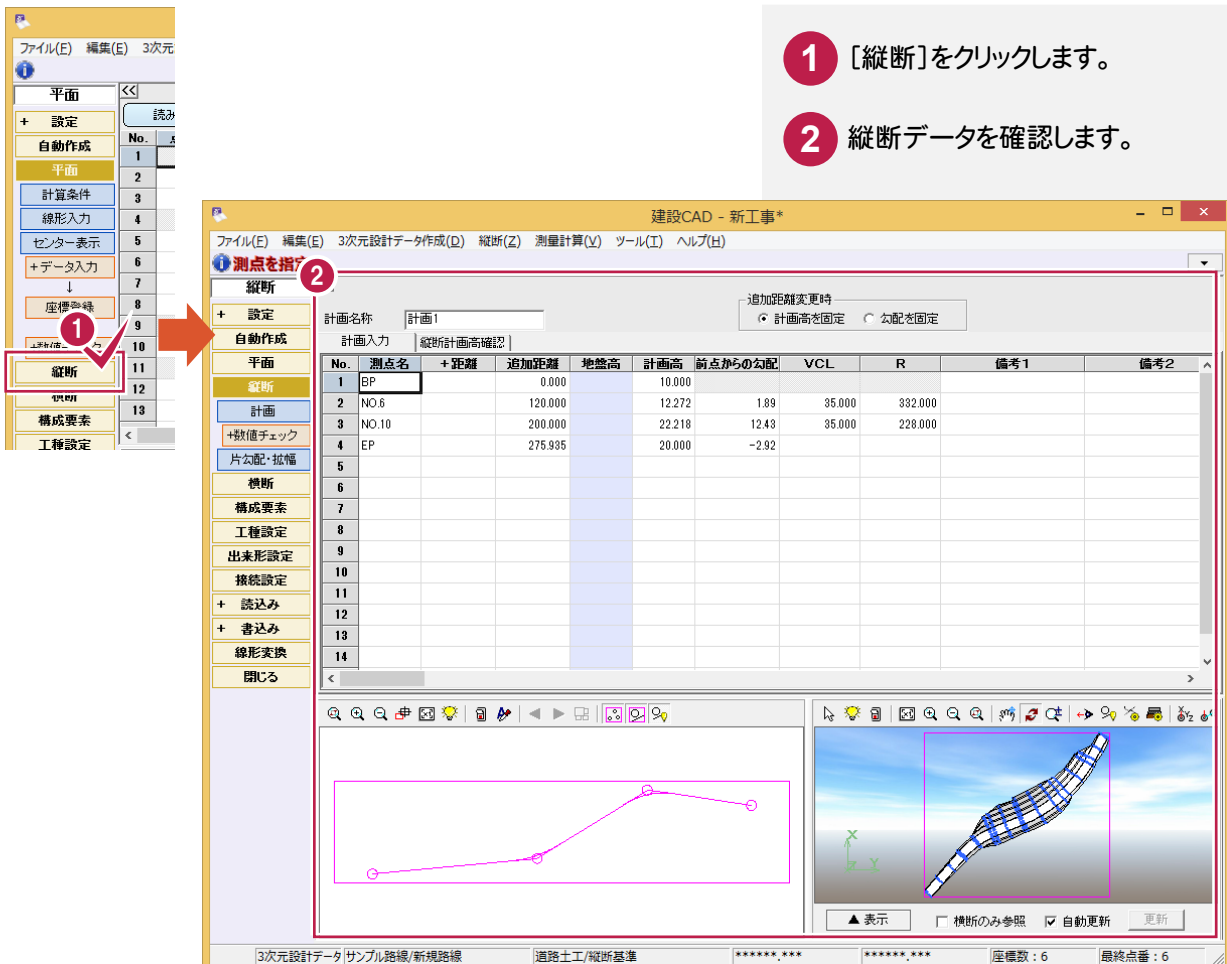 1 [縦断]をクリックします。
2 縦断データを確認します。
ファイル(F) 編集(E) 3次元
平面 <<
+ 設定
自動作成
平面
計算条件
線形入力
センター表示
+データ入力
↓
座標登録
縦断
横断
構成要素
工種設定
読み
No.
1
2
3
4
5
6
7
8
9
10
11
12
13
1
建設CAD - 新工事*
ファイル(F) 編集(E) 3次元設計データ作成(D) 縦断(Z) 測量計算(V) ツール(T) ヘルプ(H)
測点を指定
2
縦断
+ 設定
自動作成
平面
縦断
計画
+数値チェック
片勾配・拡幅
横断
構成要素
工種設定
出来形設定
接続設定
+ 読込み
+ 書込み
線形変換
閉じる
計画名称 計画1
追加距離変更時
計画高を固定 勾配を固定
計画入力 縦断計画高確認
No. 測点名 +距離 追加距離 地盤高 計画高 前点からの勾配 VCL R 備考1 備考2
1 BP 0.000 10.000
2 NO.6 120.000 12.272 1.89 35.000 332.000
3 NO.10 200.000 22.218 12.43 35.000 228.000
4 EP 275.935 20.000 -2.92
5
6
7
8
9
10
11
12
13
14
X
Y
▲ 表示 横断のみ参照 自動更新 更新
3次元設計データ サンプル路線/新規路線 道路土工/縦断基準 ******.*** ******.*** 座標数：6 最終点番：6